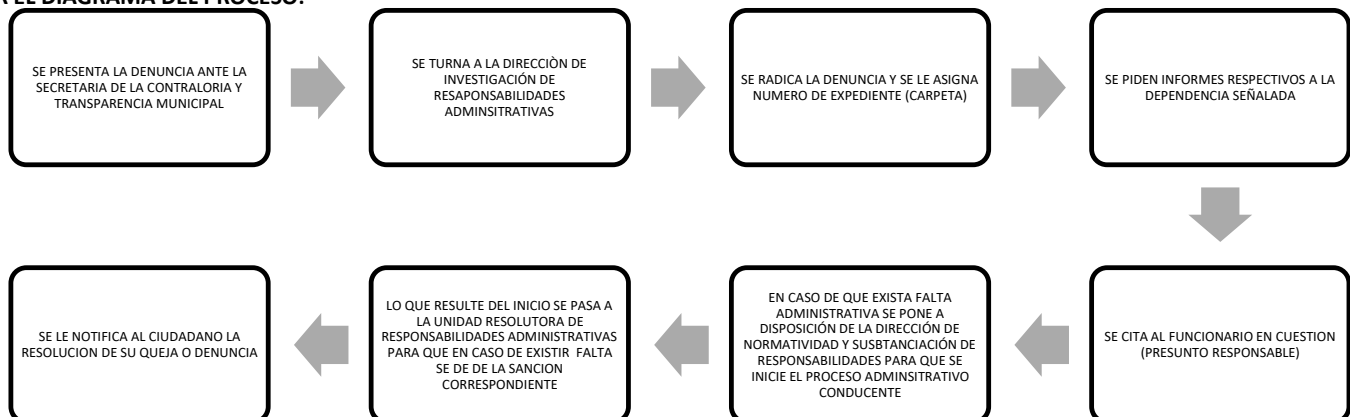 EL DIAGRAMA DEL PROCESO:
SE PRESENTA LA DENUNCIA ANTE LA
SECRETARIA DE LA CONTRALORIA Y
TRANSPARENCIA MUNICIPAL
SE TURNA A LA DIRECCIÒN DE
INVESTIGACIÓN DE
RESAPONSABILIDADES
ADMINSITRATIVAS
SE RADICA LA DENUNCIA Y SE LE ASIGNA
NUMERO DE EXPEDIENTE (CARPETA)
SE PIDEN INFORMES RESPECTIVOS A LA
DEPENDENCIA SEÑALADA
SE CITA AL FUNCIONARIO EN CUESTION
(PRESUNTO RESPONSABLE)
EN CASO DE QUE EXISTA FALTA
ADMINISTRATIVA SE PONE A
DISPOSICIÓN DE LA DIRECCIÓN DE
NORMATIVIDAD Y SUSBTANCIACIÓN DE
RESPONSABILIDADES PARA QUE SE
INICIE EL PROCESO ADMINSITRATIVO
CONDUCENTE
LO QUE RESULTE DEL INICIO SE PASA A
LA UNIDAD RESOLUTORA DE
RESPONSABILIDADES ADMINISTRATIVAS
PARA QUE EN CASO DE EXISTIR FALTA
SE DE DE LA SANCION
CORRESPONDIENTE
SE LE NOTIFICA AL CIUDADANO LA
RESOLUCION DE SU QUEJA O DENUNCIA